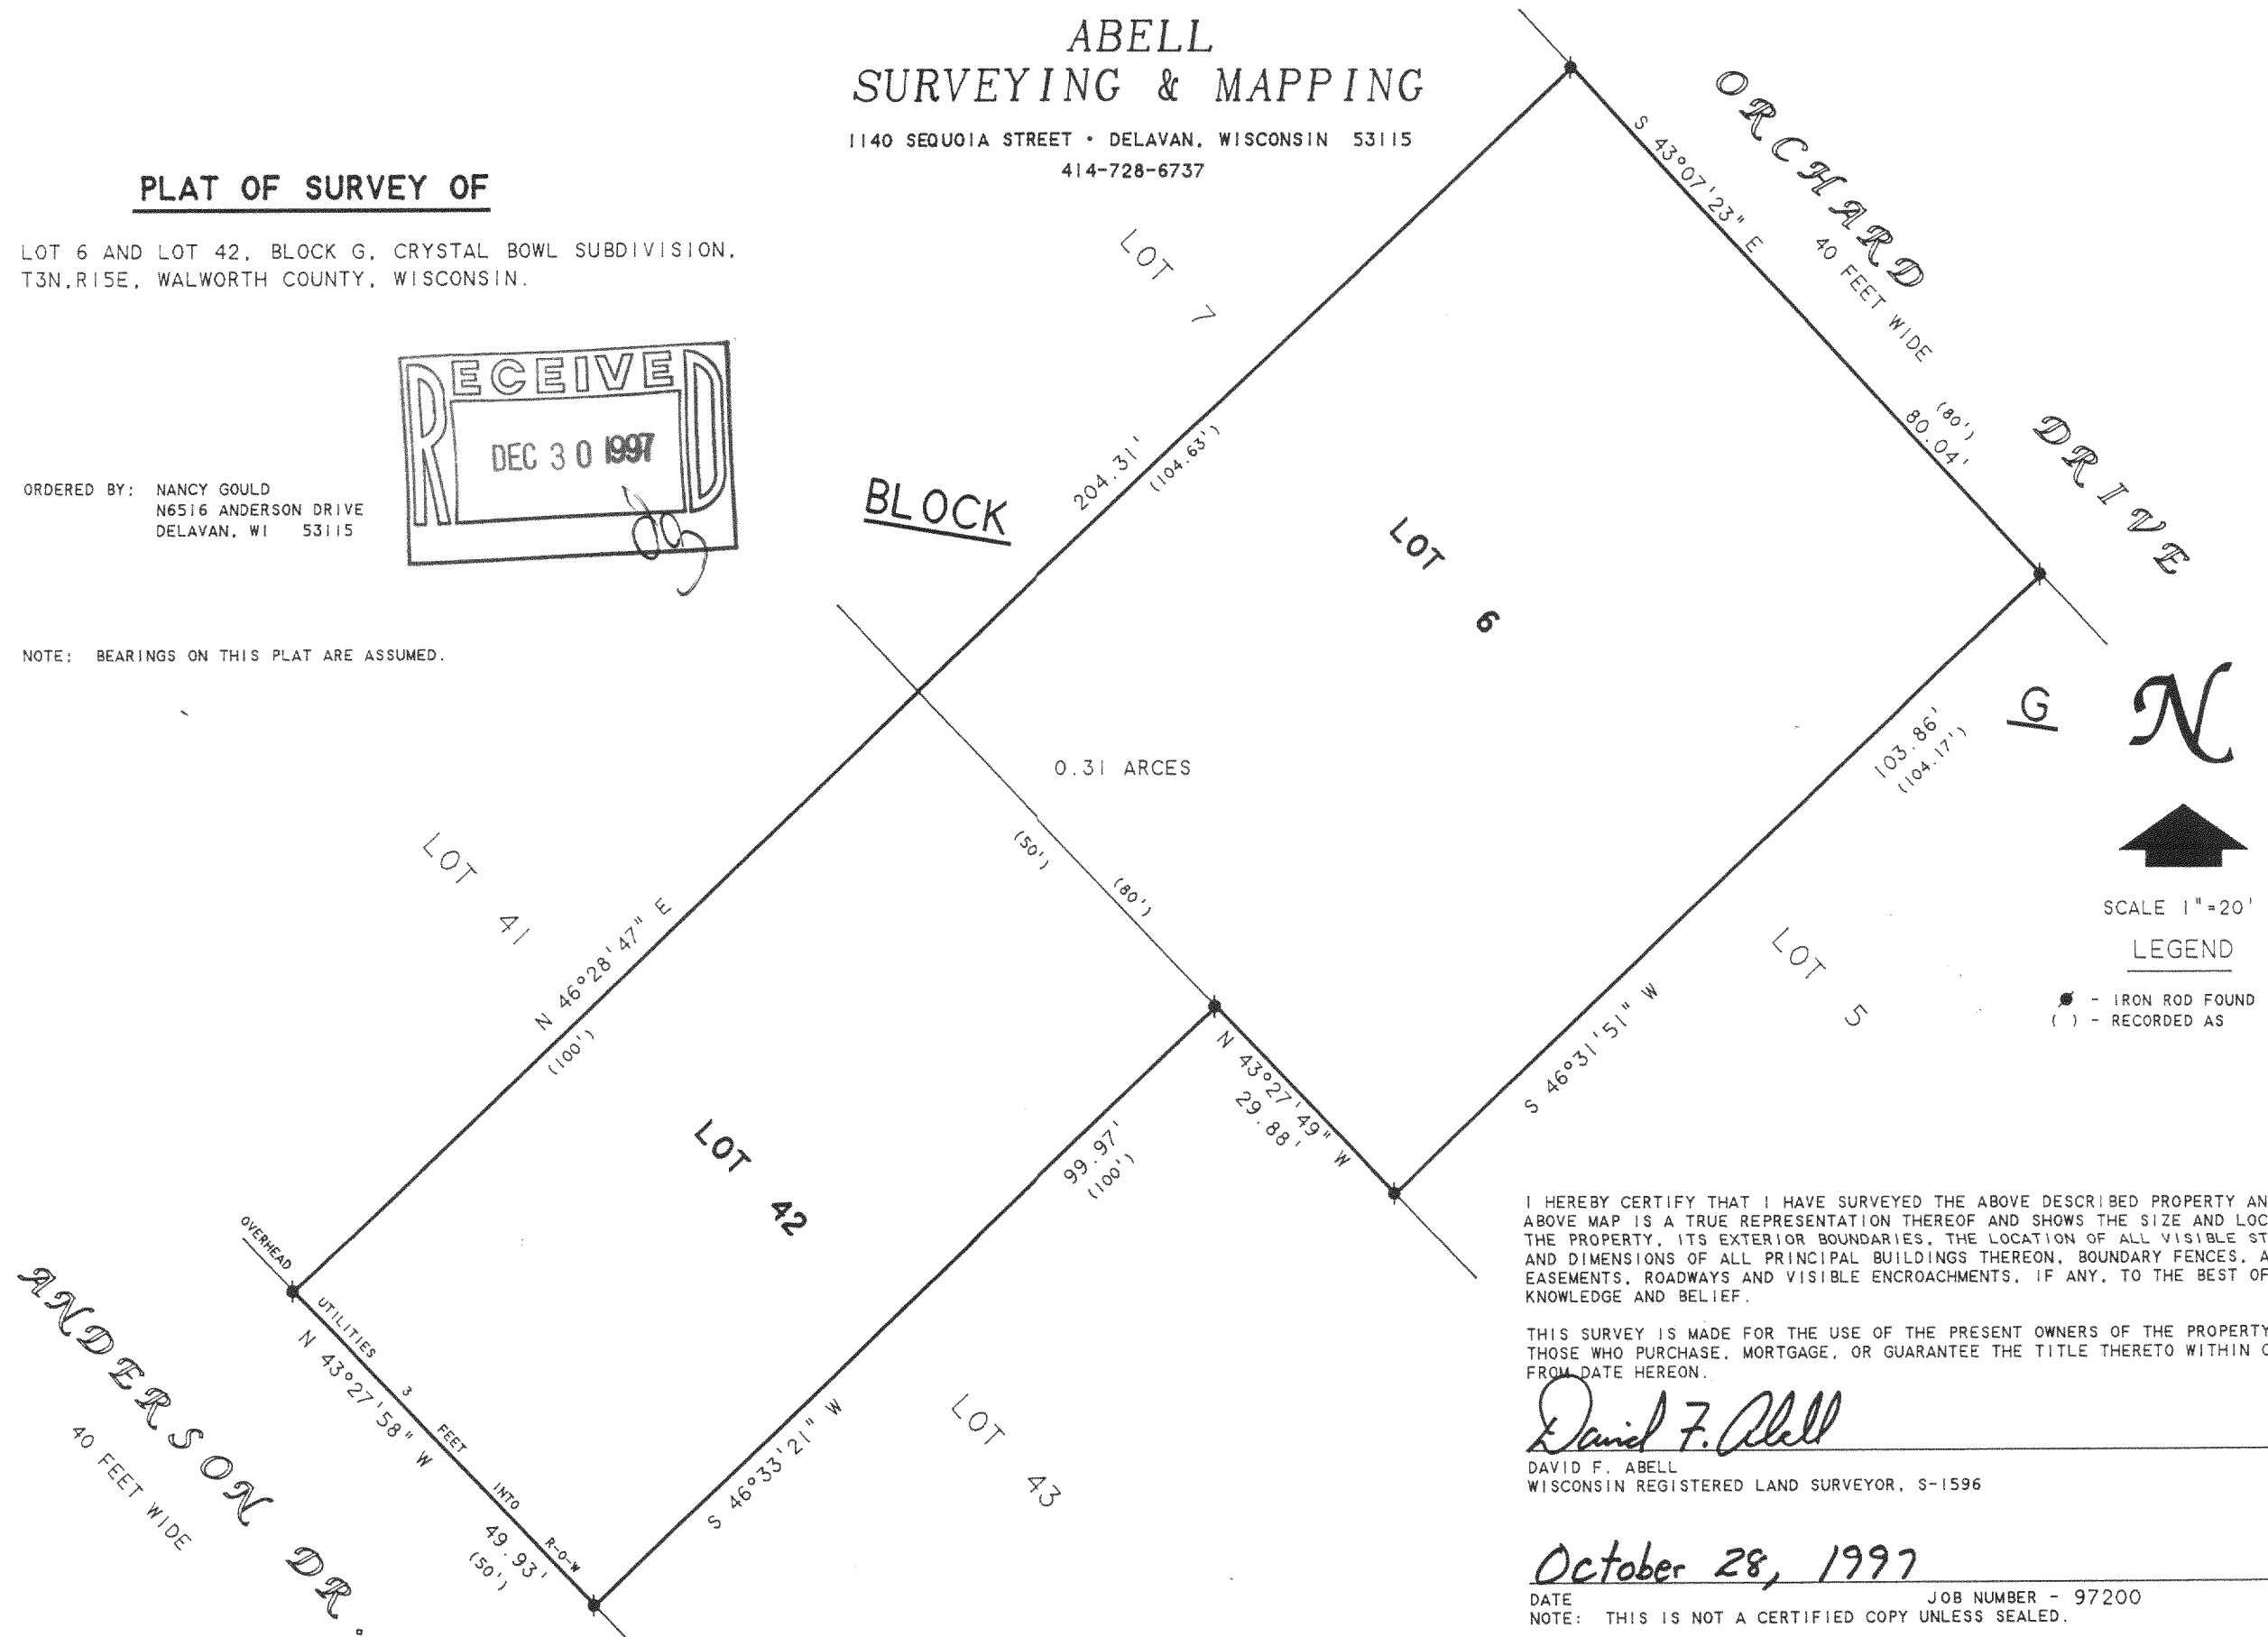 ABELL
SURVEYING & MAPPING
1140 SEQUOIA STREET • DELAVAN, WISCONSIN 53115
414-728-6737
PLAT OF SURVEY OF
LOT 6 AND LOT 42, BLOCK G, CRYSTAL BOWL SUBDIVISION,
T3N,R15E, WALWORTH COUNTY, WISCONSIN.
RECEIVED
DEC 30 1997
ORDERED BY: NANCY GOULD
N6516 ANDERSON DRIVE
DELAVAN, WI 53115
NOTE: BEARINGS ON THIS PLAT ARE ASSUMED.
ORCHARD DRIVE
40 FEET WIDE
S 43°07'23" E
(80')
80.04'
LOT 7
204.31'
(104.63')
BLOCK
LOT 6
G
103.86'
(104.17')
N
SCALE 1"=20'
LEGEND
- IRON ROD FOUND
( ) - RECORDED AS
0.31 ARCES
(50')
(80')
LOT 41
N 46°28'47" E
(100')
LOT 5
S 46°31'51" W
N 43°27'49" W
29.88'
LOT 42
99.97'
(100')
OVERHEAD UTILITIES 3 FEET INTO R-O-W
N 43°27'58" W
49.93'
(50')
S 46°33'21" W
LOT 43
ANDERSON DR.
40 FEET WIDE
I HEREBY CERTIFY THAT I HAVE SURVEYED THE ABOVE DESCRIBED PROPERTY AN
ABOVE MAP IS A TRUE REPRESENTATION THEREOF AND SHOWS THE SIZE AND LOC
THE PROPERTY, ITS EXTERIOR BOUNDARIES, THE LOCATION OF ALL VISIBLE ST
AND DIMENSIONS OF ALL PRINCIPAL BUILDINGS THEREON, BOUNDARY FENCES, A
EASEMENTS, ROADWAYS AND VISIBLE ENCROACHMENTS, IF ANY, TO THE BEST OF
KNOWLEDGE AND BELIEF.
THIS SURVEY IS MADE FOR THE USE OF THE PRESENT OWNERS OF THE PROPERTY
THOSE WHO PURCHASE, MORTGAGE, OR GUARANTEE THE TITLE THERETO WITHIN O
FROM DATE HEREON.
David F. Abell
DAVID F. ABELL
WISCONSIN REGISTERED LAND SURVEYOR, S-1596
October 28, 1997
DATE JOB NUMBER - 97200
NOTE: THIS IS NOT A CERTIFIED COPY UNLESS SEALED.